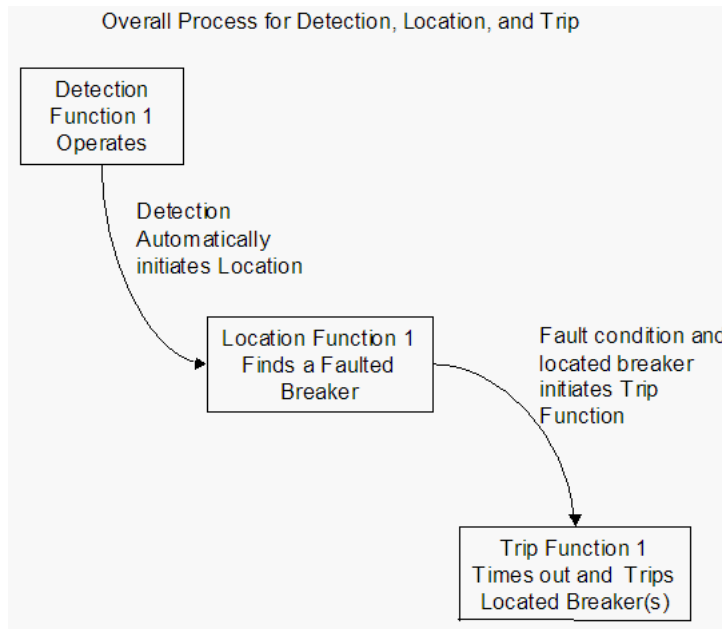 Overall Process for Detection, Location, and Trip
Detection
Function 1
Operates
Detection
Automatically
initiates Location
Location Function 1
Finds a Faulted
Breaker
Fault condition and
located breaker
initiates Trip
Function
Trip Function 1
Times out and Trips
Located Breaker(s)